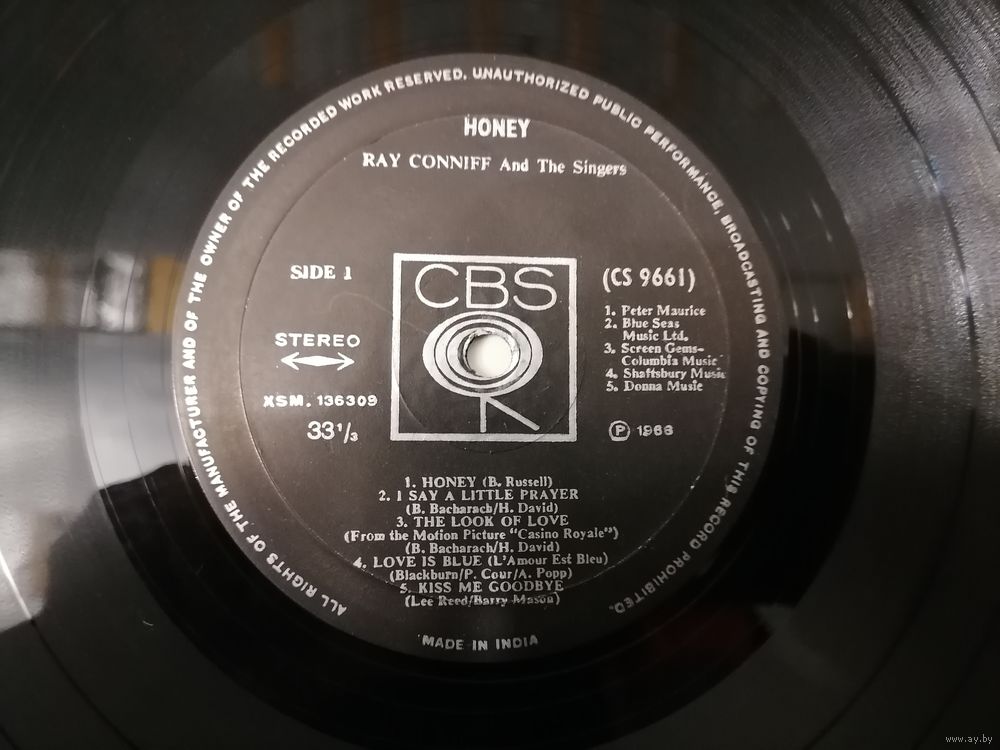 ALL RIGHTS OF THE MANUFACTURER AND OF THE OWNER OF THE RECORDED WORK RESERVED. UNAUTHORIZED PUBLIC PERFORMANCE, BROADCASTING AND COPYING OF THIS RECORD PROHIBITED.
HONEY
RAY CONNIFF And The Singers
SIDE 1
STEREO
XSM. 136309
33 1/3
CBS
(CS 9661)
1. Peter Maurice
2. Blue Seas
Music Ltd.
3. Screen Gems-
Columbia Music
4. Shaftsbury Music
5. Donna Music
℗ 1968
1. HONEY (B. Russell)
2. I SAY A LITTLE PRAYER
(B. Bacharach/H. David)
3. THE LOOK OF LOVE
(From the Motion Picture "Casino Royale")
(B. Bacharach/H. David)
4. LOVE IS BLUE (L'Amour Est Bleu)
(Blackburn/P. Cour/A. Popp)
5. KISS ME GOODBYE
(Lee Reed/Barry Mason)
MADE IN INDIA
www.ay.by